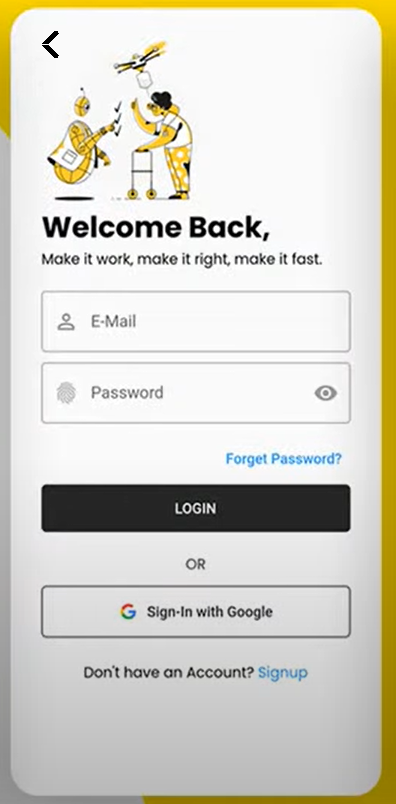 Welcome Back,
Make it work, make it right, make it fast.
E-Mail
Password
Forget Password?
LOGIN
OR
Sign-In with Google
Don't have an Account? Signup